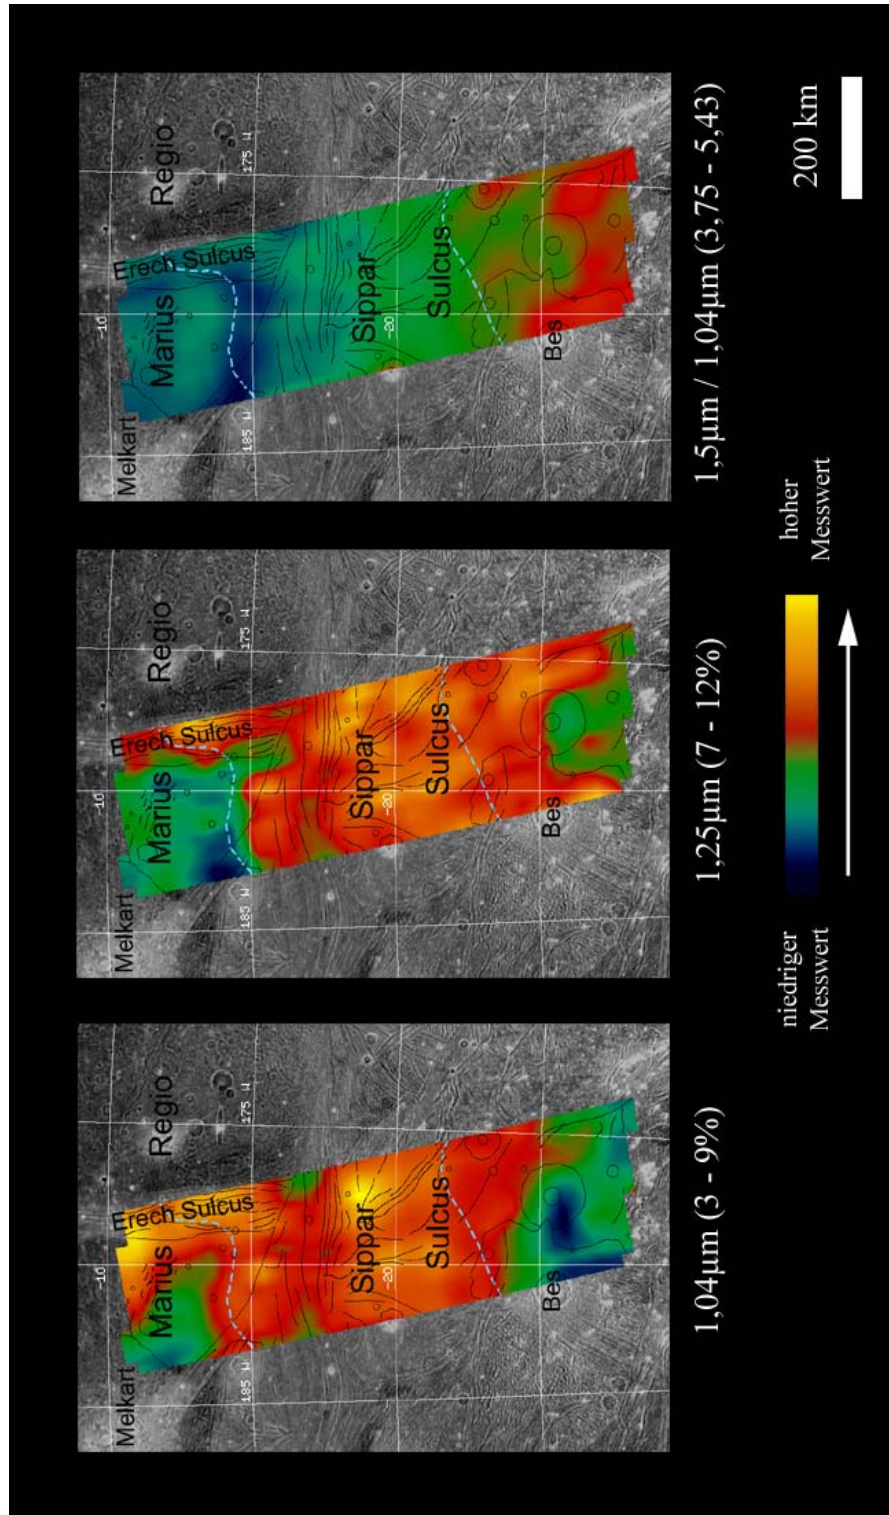 -10
Melkart
Marius Regio
Erech Sulcus
185 W 175 W
Sippar
-20
Sulcus
Bes
1,04µm (3 - 9%)
-10
Melkart
Marius Regio
Erech Sulcus
185 W 175 W
Sippar
-20
Sulcus
Bes
1,25µm (7 - 12%)
-10
Melkart
Marius Regio
Erech Sulcus
185 W 175 W
Sippar
-20
Sulcus
Bes
1,5µm / 1,04µm (3,75 - 5,43)
niedriger
Messwert
hoher
Messwert
200 km